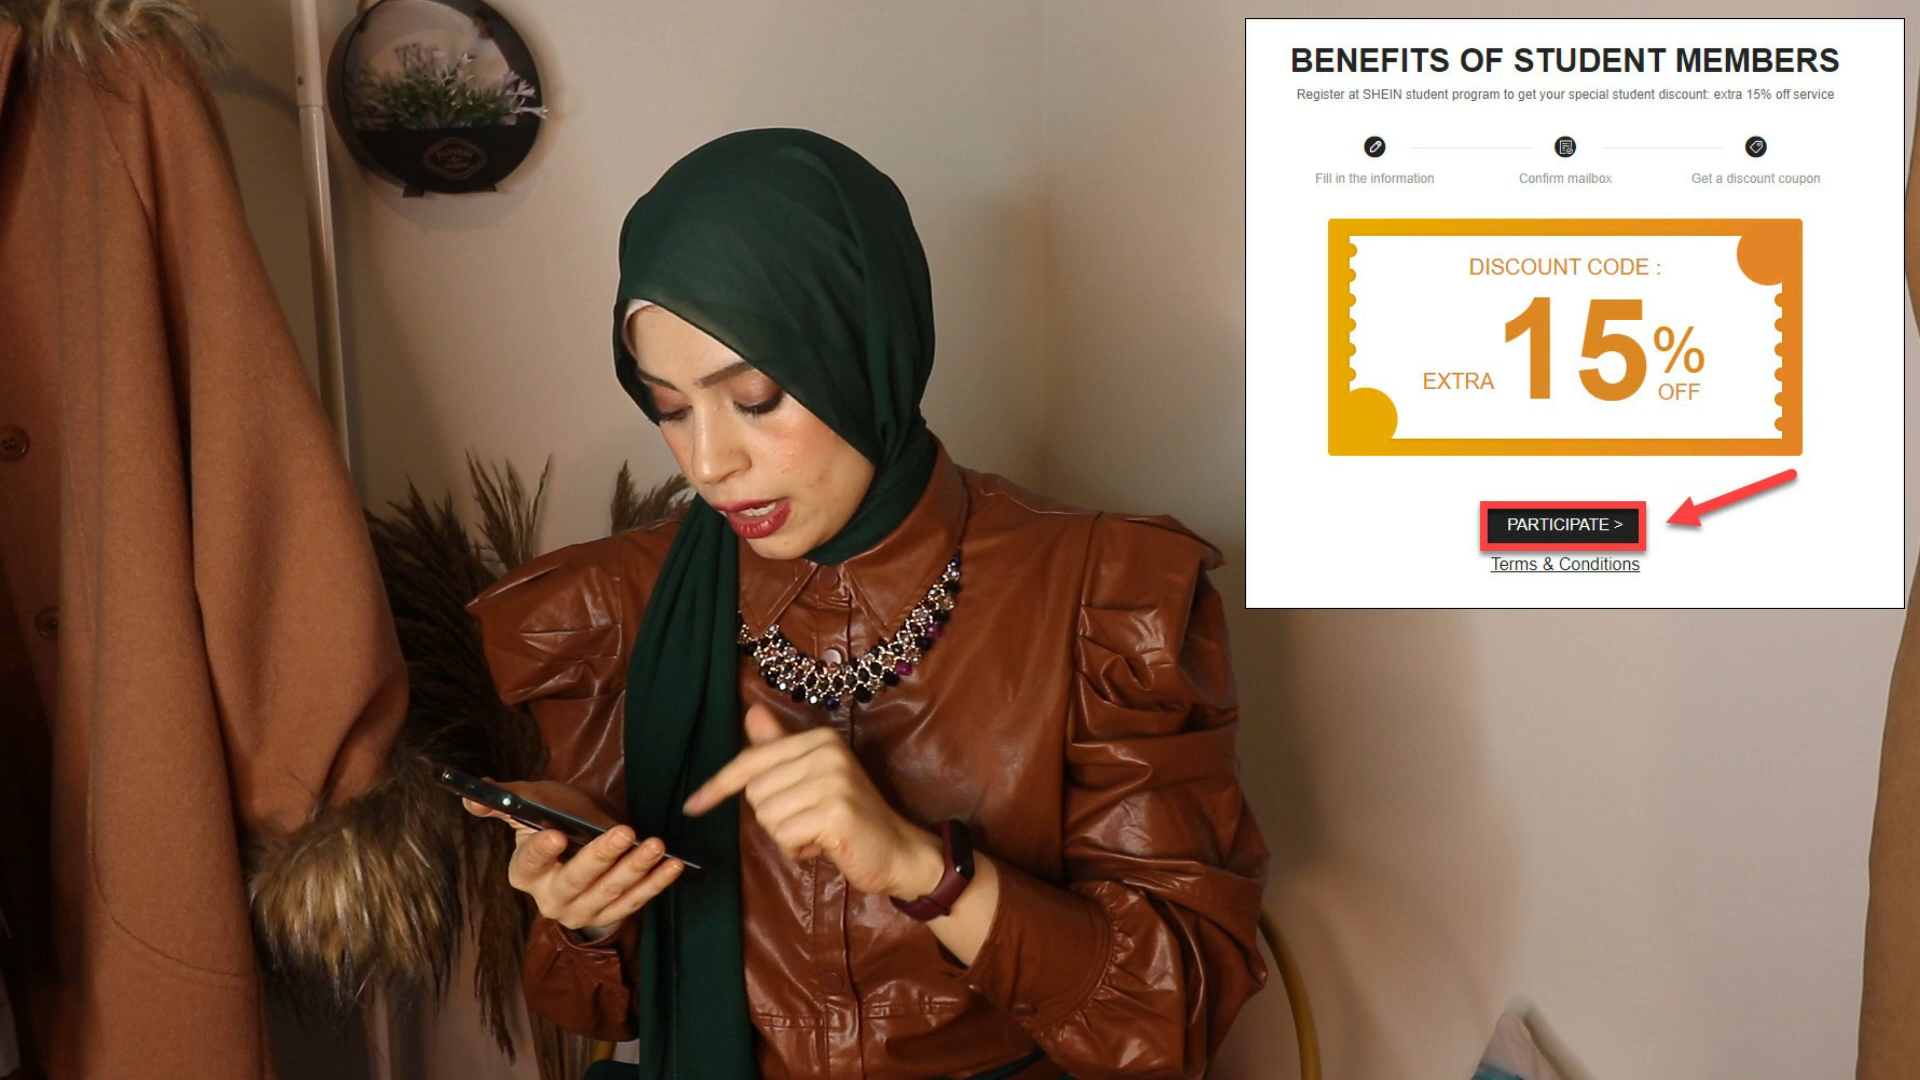 BENEFITS OF STUDENT MEMBERS
Register at SHEIN student program to get your special student discount: extra 15% off service
Fill in the information
Confirm mailbox
Get a discount coupon
DISCOUNT CODE :
EXTRA 15% OFF
PARTICIPATE >
Terms & Conditions